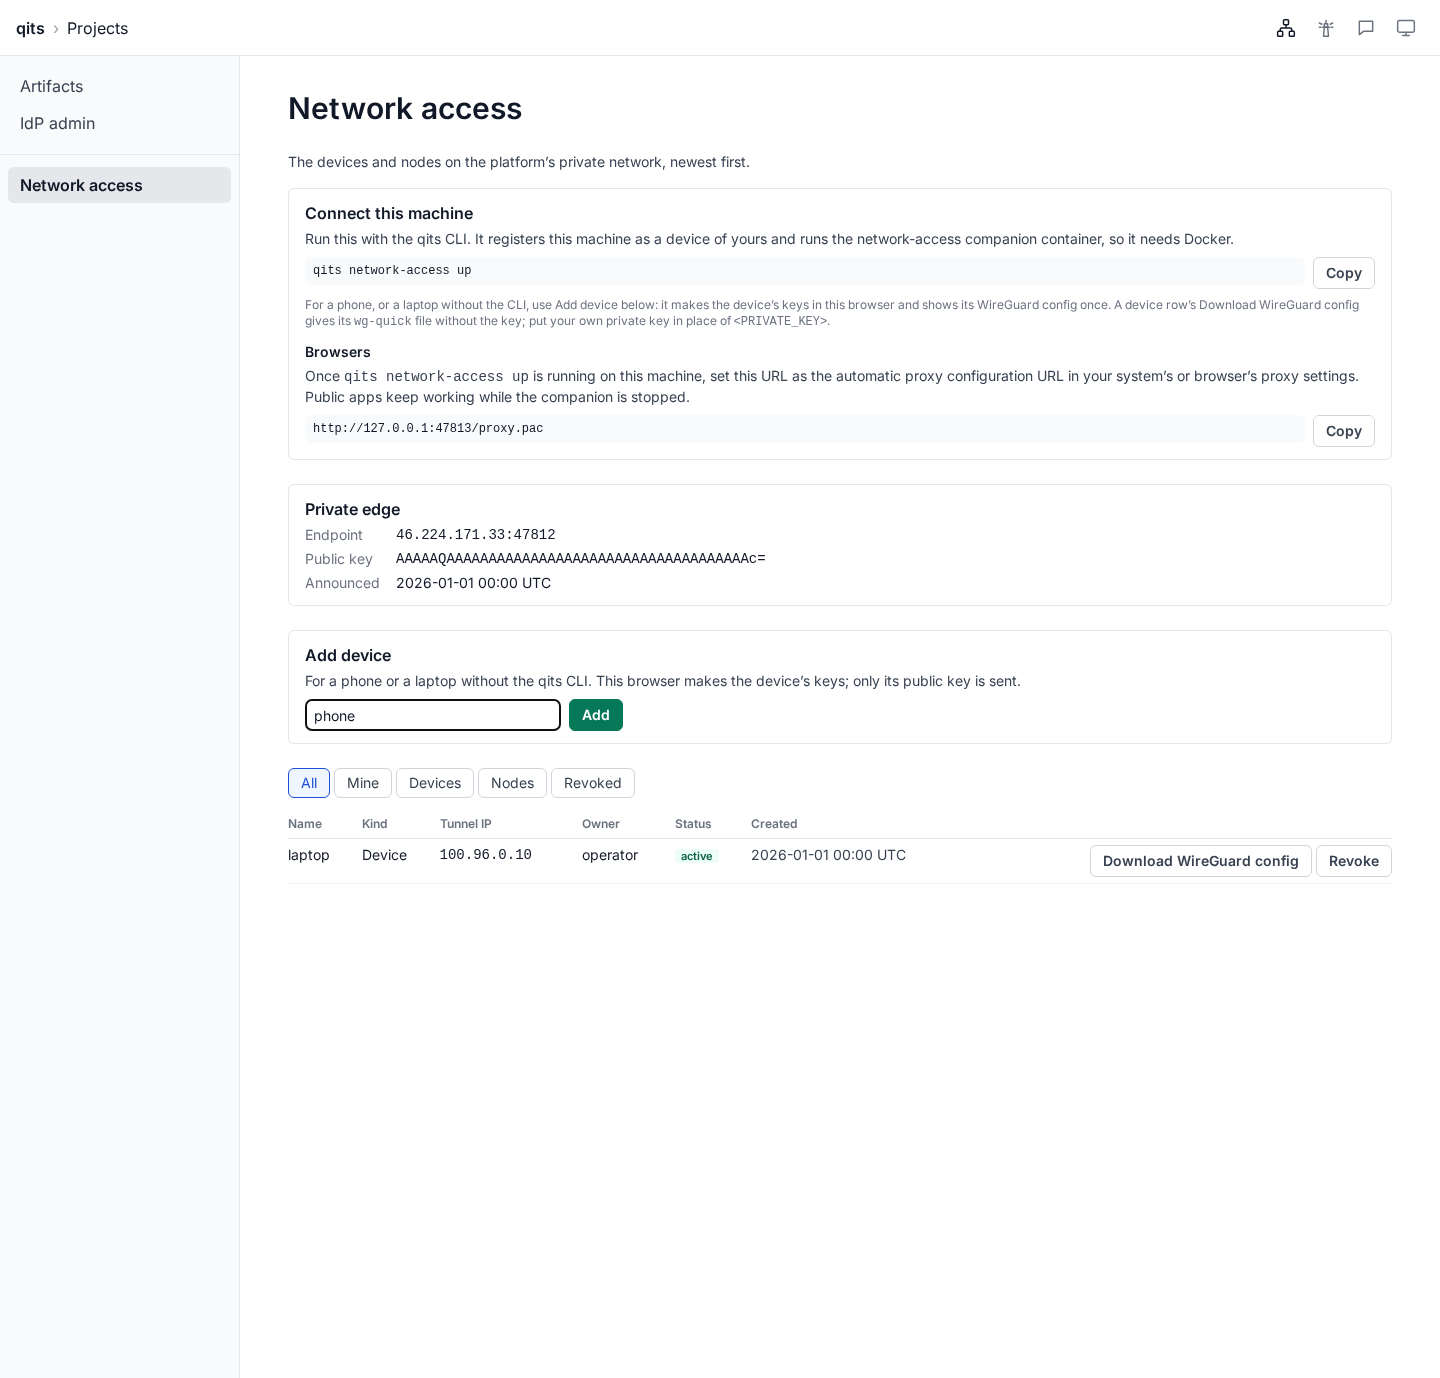 qits › Projects
Artifacts
IdP admin
Network access
Network access
The devices and nodes on the platform’s private network, newest first.
Connect this machine
Run this with the qits CLI. It registers this machine as a device of yours and runs the network-access companion container, so it needs Docker.
qits network-access up
Copy
For a phone, or a laptop without the CLI, use Add device below: it makes the device’s keys in this browser and shows its WireGuard config once. A device row’s Download WireGuard config
gives its wg-quick file without the key; put your own private key in place of <PRIVATE_KEY>.
Browsers
Once qits network-access up is running on this machine, set this URL as the automatic proxy configuration URL in your system’s or browser’s proxy settings.
Public apps keep working while the companion is stopped.
http://127.0.0.1:47813/proxy.pac
Copy
Private edge
Endpoint 46.224.171.33:47812
Public key AAAAAQAAAAAAAAAAAAAAAAAAAAAAAAAAAAAAAAAAAAc=
Announced 2026-01-01 00:00 UTC
Add device
For a phone or a laptop without the qits CLI. This browser makes the device’s keys; only its public key is sent.
phone
Add
All Mine Devices Nodes Revoked
Name Kind Tunnel IP Owner Status Created
laptop Device 100.96.0.10 operator active 2026-01-01 00:00 UTC Download WireGuard config Revoke